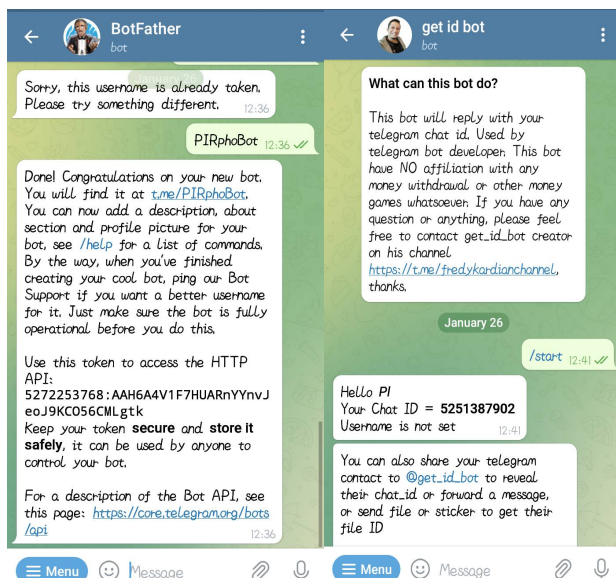 BotFather
bot
January 26
Sorry, this username is already taken.
Please try something different.
12:36
PIRphoBot 12:36
Done! Congratulations on your new bot.
You will find it at t.me/PIRphoBot.
You can now add a description, about
section and profile picture for your
bot, see /help for a list of commands.
By the way, when you've finished
creating your cool bot, ping our Bot
Support if you want a better username
for it. Just make sure the bot is fully
operational before you do this.
Use this token to access the HTTP
API:
5272253768:AAH6A4V1F7HUARnYYnvJ
eoJ9KCO56CMLgtk
Keep your token secure and store it
safely, it can be used by anyone to
control your bot.
For a description of the Bot API, see
this page: https://core.telegram.org/bots
/api
12:36
Menu
Message
get id bot
bot
What can this bot do?
This bot will reply with your
telegram chat id. Used by
telegram bot developer. This bot
have NO affiliation with any
money withdrawal or other money
games whatsoever. If you have any
question or anything, please feel
free to contact get_id_bot creator
on his channel
https://t.me/fredykardianchannel,
thanks.
January 26
/start 12:41
Hello PI
Your Chat ID = 5251387902
Username is not set
12:41
You can also share your telegram
contact to @get_id_bot to reveal
their chat_id or forward a message,
or send file or sticker to get their
file ID
Menu
Message